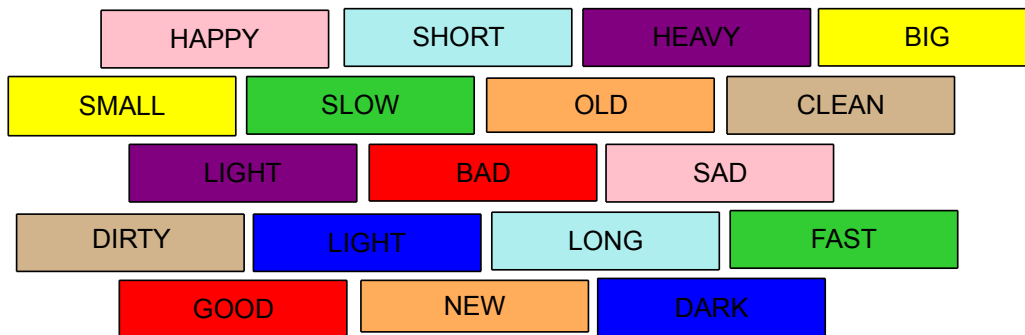 HAPPY SHORT HEAVY BIG
SMALL SLOW OLD CLEAN
LIGHT BAD SAD
DIRTY LIGHT LONG FAST
GOOD NEW DARK